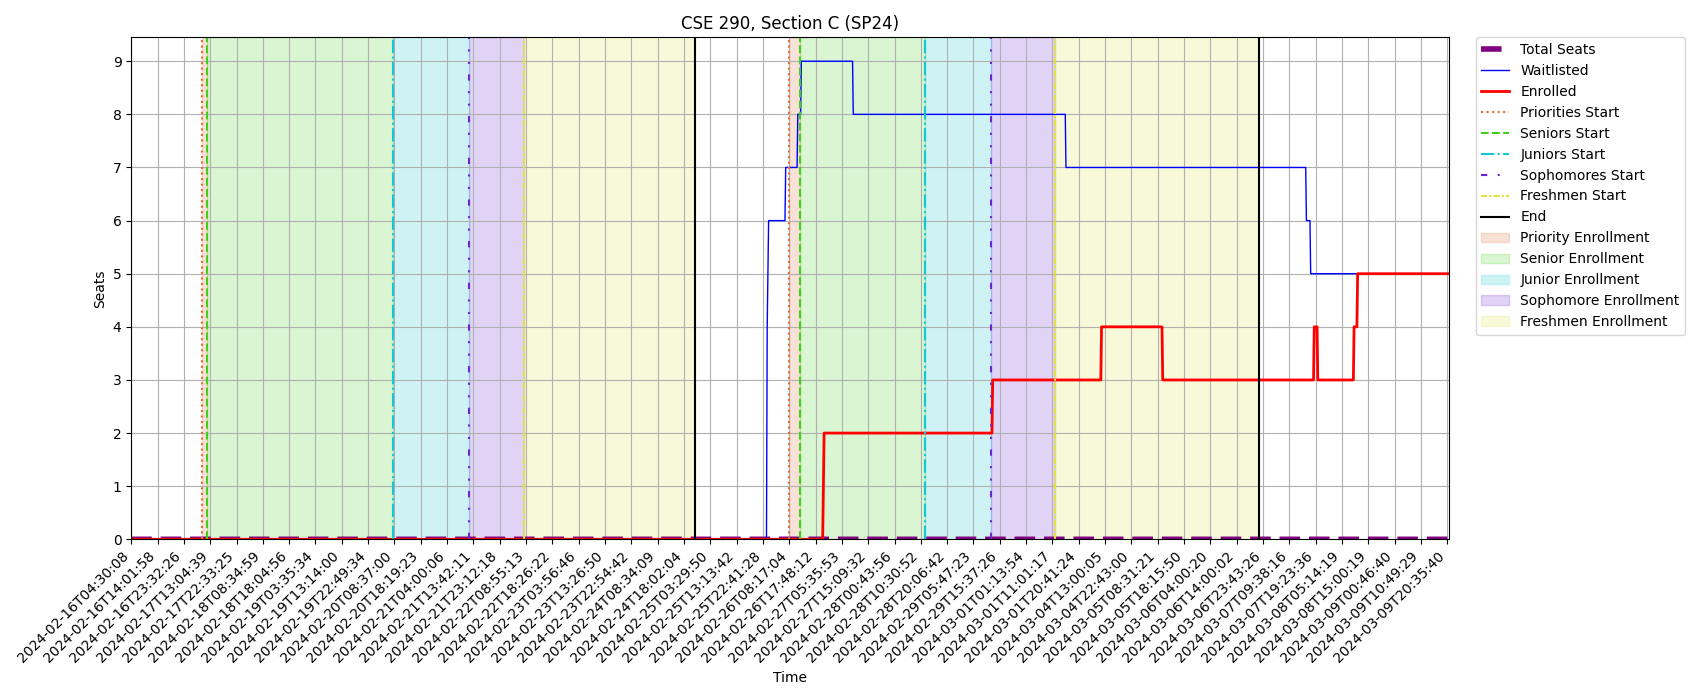 CSE 290, Section C (SP24)
Seats
9
8
7
6
5
4
3
2
1
0
2024-02-16T04:30:08
2024-02-16T14:01:58
2024-02-16T23:32:26
2024-02-17T13:04:39
2024-02-17T22:33:25
2024-02-18T08:34:59
2024-02-18T18:04:56
2024-02-19T03:35:34
2024-02-19T13:14:00
2024-02-19T22:49:34
2024-02-20T08:37:00
2024-02-20T18:19:23
2024-02-21T04:00:06
2024-02-21T13:42:11
2024-02-21T23:12:18
2024-02-22T08:55:13
2024-02-22T18:26:22
2024-02-23T03:56:46
2024-02-23T13:26:50
2024-02-23T22:54:42
2024-02-24T08:34:09
2024-02-24T18:02:04
2024-02-25T03:29:50
2024-02-25T13:13:42
2024-02-25T22:41:28
2024-02-26T08:17:04
2024-02-26T17:48:12
2024-02-27T05:35:53
2024-02-27T15:09:32
2024-02-28T00:43:56
2024-02-28T10:30:52
2024-02-28T20:06:42
2024-02-29T05:47:23
2024-02-29T15:37:26
2024-03-01T01:13:54
2024-03-01T11:01:17
2024-03-01T20:41:24
2024-03-04T13:00:05
2024-03-04T22:43:00
2024-03-05T08:31:21
2024-03-05T18:15:50
2024-03-06T04:00:20
2024-03-06T14:00:02
2024-03-06T23:43:26
2024-03-07T09:38:16
2024-03-07T19:23:36
2024-03-08T05:14:19
2024-03-08T15:00:19
2024-03-09T00:46:40
2024-03-09T10:49:29
2024-03-09T20:35:40
Time
Total Seats
Waitlisted
Enrolled
Priorities Start
Seniors Start
Juniors Start
Sophomores Start
Freshmen Start
End
Priority Enrollment
Senior Enrollment
Junior Enrollment
Sophomore Enrollment
Freshmen Enrollment